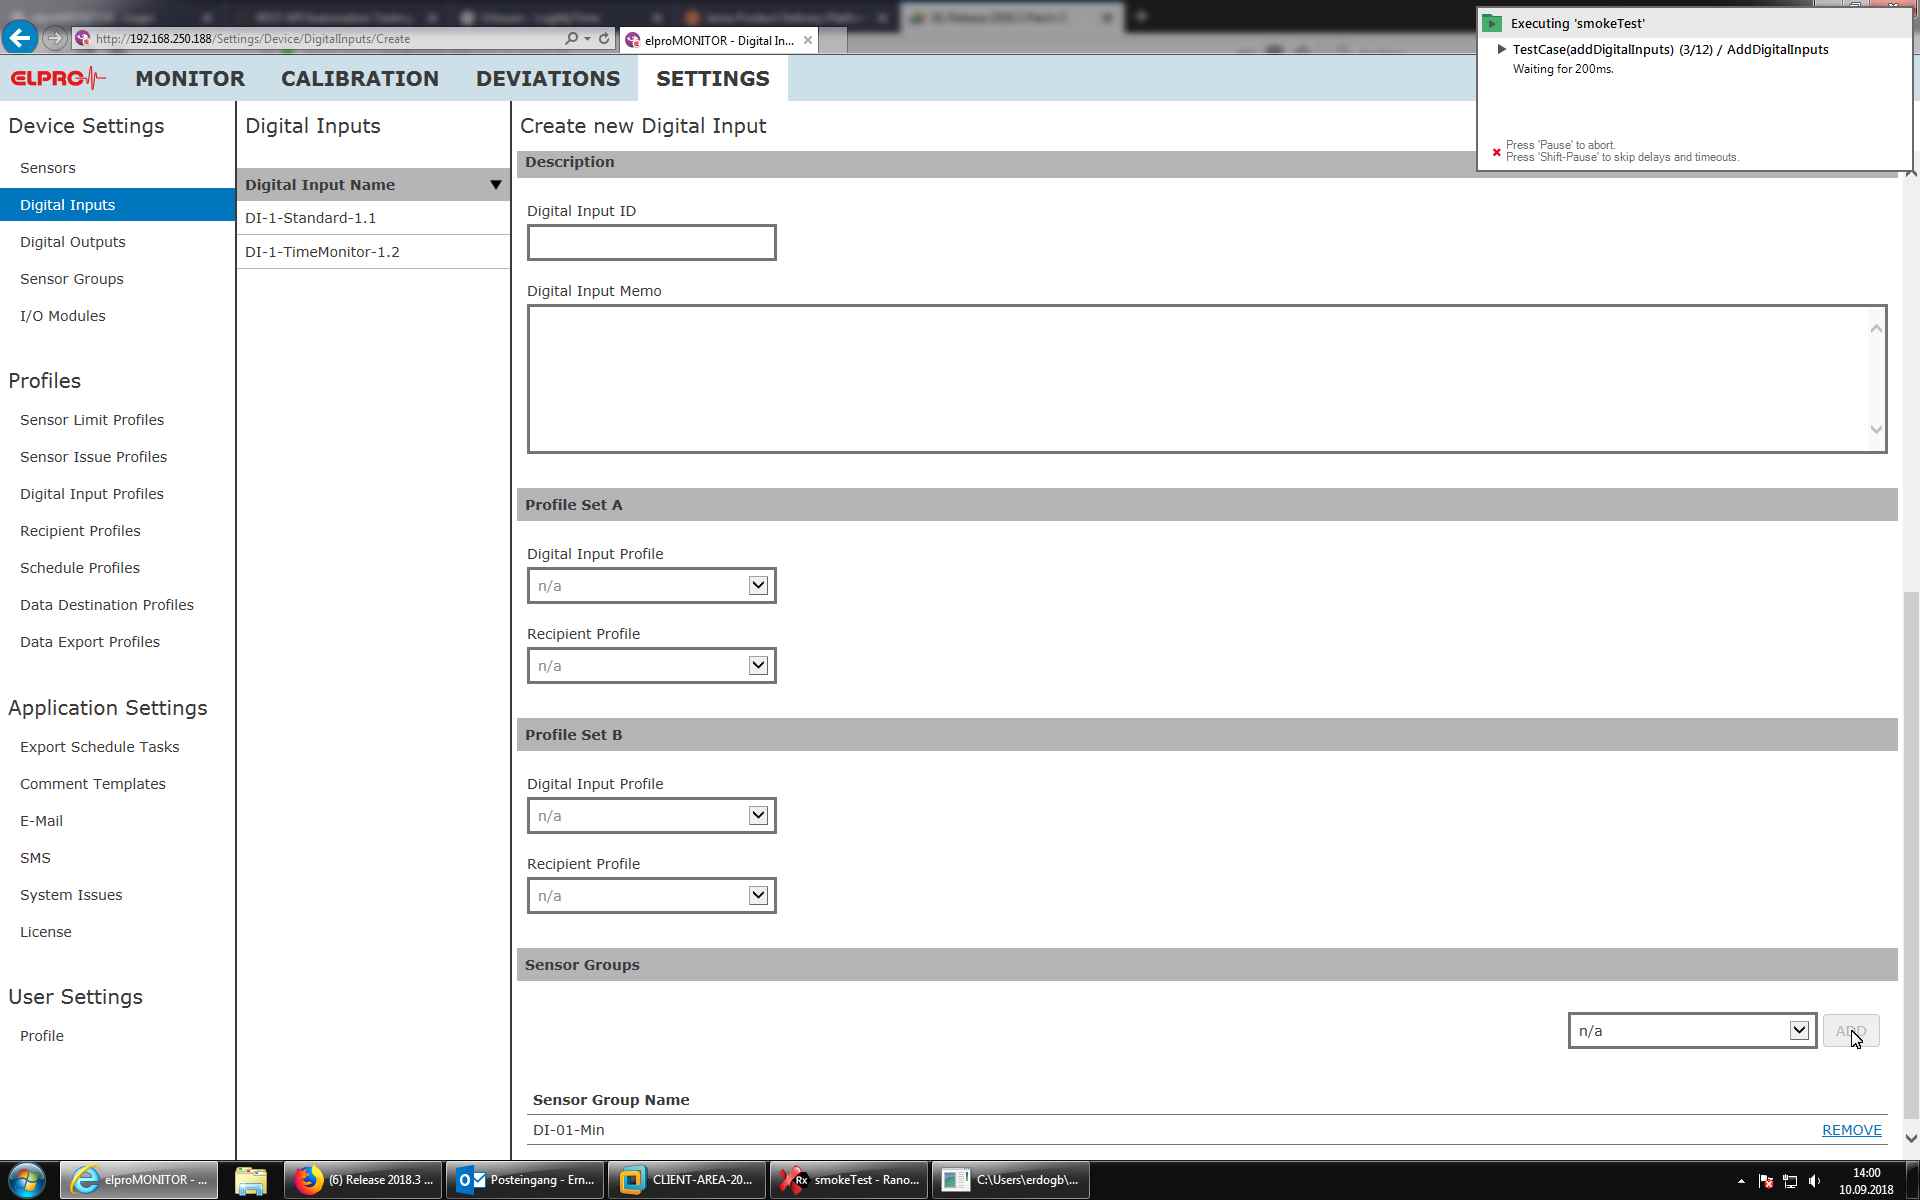 http://192.168.250.188/Settings/Device/DigitalInputs/Create
elproMONITOR - Digital In...
Executing 'smokeTest'
TestCase(addDigitalInputs) (3/12) / AddDigitalInputs
Waiting for 200ms.
Press 'Pause' to abort.
Press 'Shift-Pause' to skip delays and timeouts.
ELPRO
MONITOR
CALIBRATION
DEVIATIONS
SETTINGS
Device Settings
Sensors
Digital Inputs
Digital Outputs
Sensor Groups
I/O Modules
Profiles
Sensor Limit Profiles
Sensor Issue Profiles
Digital Input Profiles
Recipient Profiles
Schedule Profiles
Data Destination Profiles
Data Export Profiles
Application Settings
Export Schedule Tasks
Comment Templates
E-Mail
SMS
System Issues
License
User Settings
Profile
Digital Inputs
Digital Input Name
DI-1-Standard-1.1
DI-1-TimeMonitor-1.2
Create new Digital Input
Description
Digital Input ID
Digital Input Memo
Profile Set A
Digital Input Profile
n/a
Recipient Profile
n/a
Profile Set B
Digital Input Profile
n/a
Recipient Profile
n/a
Sensor Groups
n/a
ADD
Sensor Group Name
DI-01-Min
REMOVE
elproMONITOR - ...
(6) Release 2018.3 ...
Posteingang - Ern...
CLIENT-AREA-20...
Rx
smokeTest - Rano...
C:\Users\erdogb\...
14:00
10.09.2018